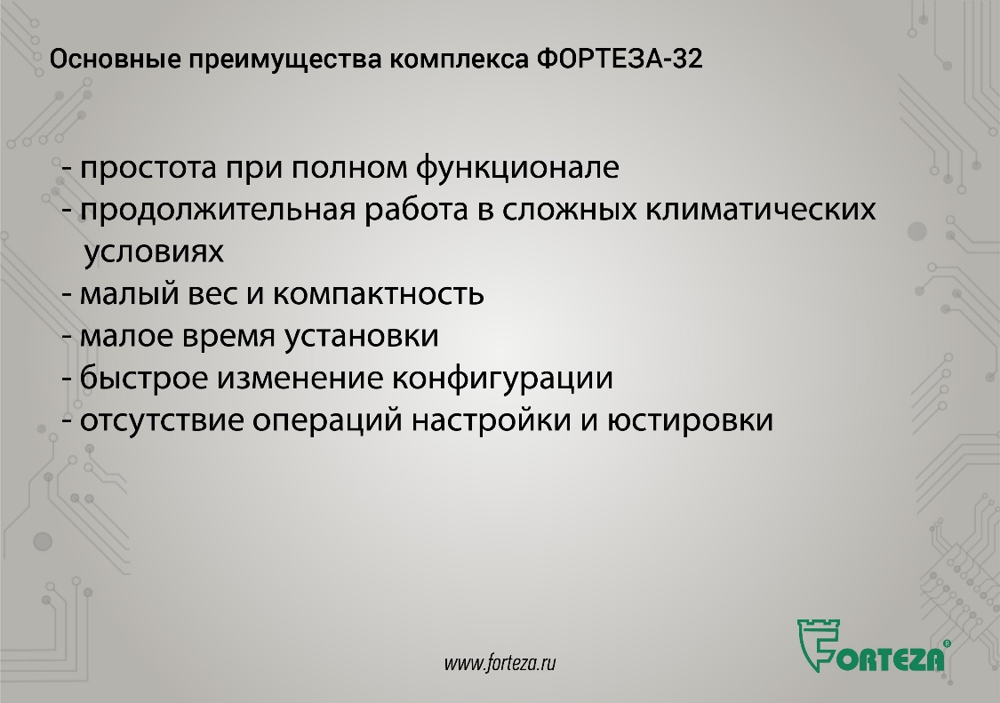 Основные преимущества комплекса ФОРТЕЗА-32
- простота при полном функционале
- продолжительная работа в сложных климатических
условиях
- малый вес и компактность
- малое время установки
- быстрое изменение конфигурации
- отсутствие операций настройки и юстировки
www.forteza.ru
FORTEZA®